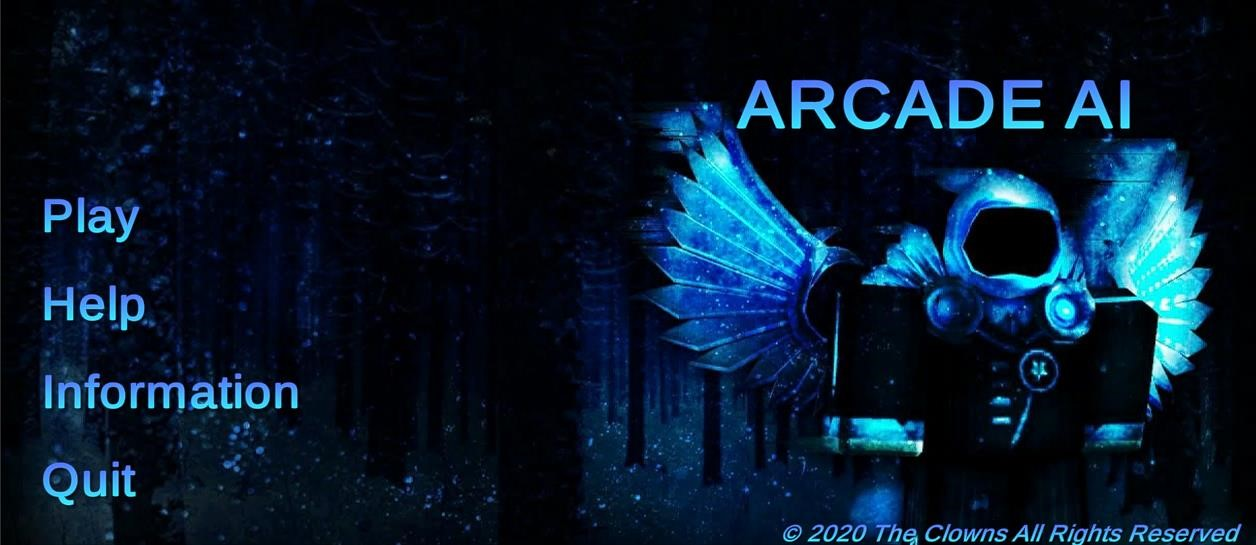 ARCADE AI
Play
Help
Information
Quit
© 2020 The Clowns All Rights Reserved